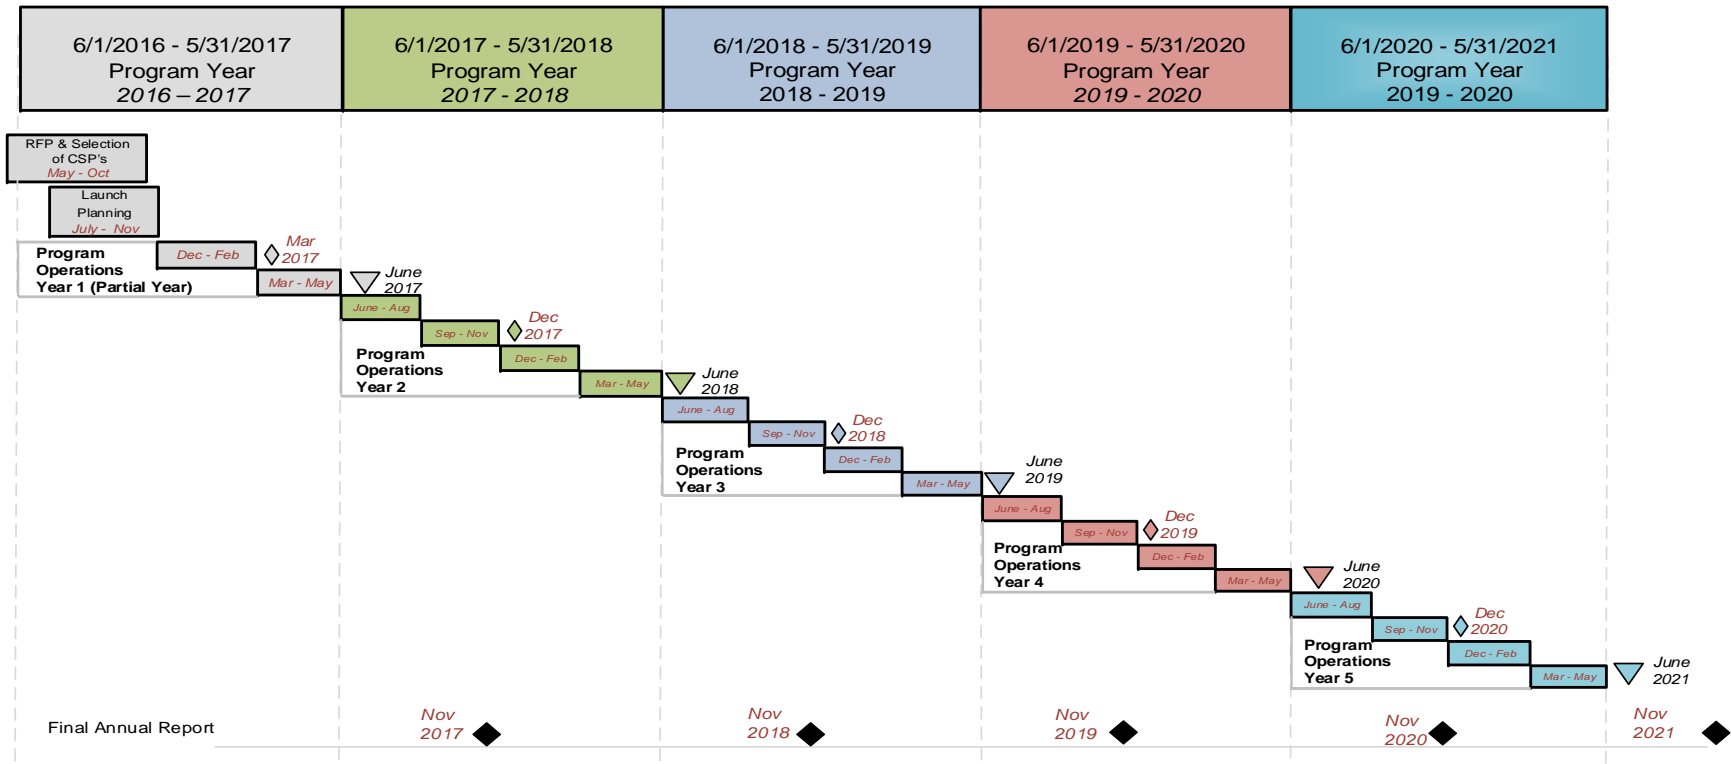 6/1/2016 - 5/31/2017
Program Year
2016 – 2017
6/1/2017 - 5/31/2018
Program Year
2017 - 2018
6/1/2018 - 5/31/2019
Program Year
2018 - 2019
6/1/2019 - 5/31/2020
Program Year
2019 - 2020
6/1/2020 - 5/31/2021
Program Year
2019 - 2020
RFP & Selection
of CSP's
May - Oct
Launch
Planning
July - Nov
Program
Operations
Year 1 (Partial Year)
Dec - Feb
Mar
2017
Mar - May
June
2017
June - Aug
Sep - Nov
Dec
2017
Program
Operations
Year 2
Dec - Feb
Mar - May
June
2018
June - Aug
Sep - Nov
Dec
2018
Program
Operations
Year 3
Dec - Feb
Mar - May
June
2019
June - Aug
Sep - Nov
Dec
2019
Program
Operations
Year 4
Dec - Feb
Mar - May
June
2020
June - Aug
Sep - Nov
Dec
2020
Program
Operations
Year 5
Dec - Feb
Mar - May
June
2021
Final Annual Report
Nov
2017
Nov
2018
Nov
2019
Nov
2020
Nov
2021